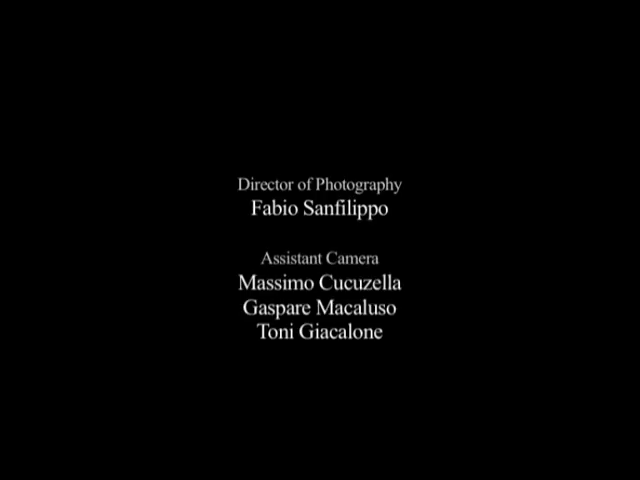 Director of Photography
Fabio Sanfilippo
Assistant Camera
Massimo Cucuzella
Gaspare Macaluso
Toni Giacalone